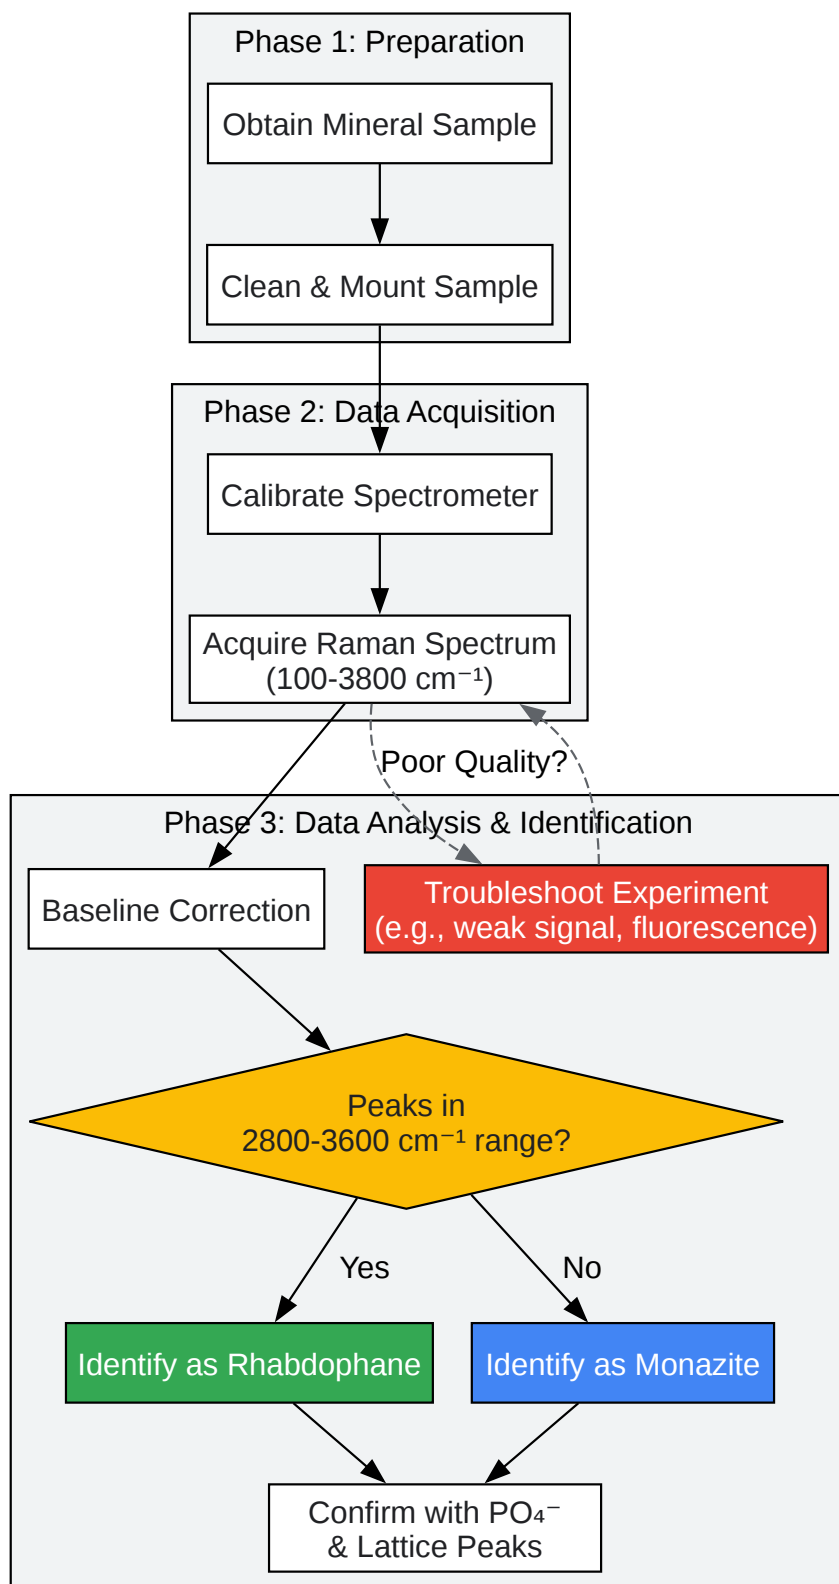 Phase 1: Preparation
Obtain Mineral Sample
Clean & Mount Sample
Phase 2: Data Acquisition
Calibrate Spectrometer
Acquire Raman Spectrum
(100-3800 cm⁻¹)
Poor Quality?
Phase 3: Data Analysis & Identification
Baseline Correction
Troubleshoot Experiment
(e.g., weak signal, fluorescence)
Peaks in
2800-3600 cm⁻¹ range?
Yes
No
Identify as Rhabdophane
Identify as Monazite
Confirm with PO₄⁻
& Lattice Peaks